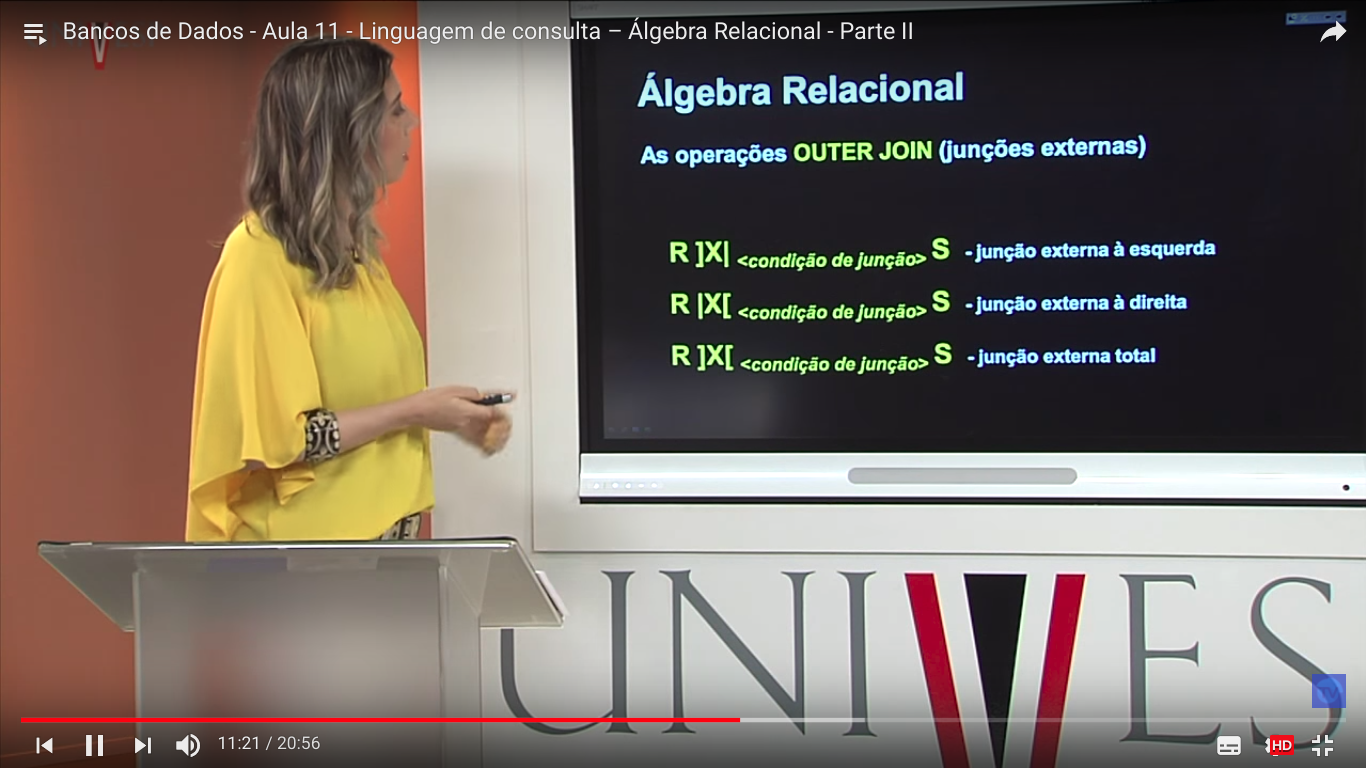 Bancos de Dados - Aula 11 - Linguagem de consulta – Álgebra Relacional - Parte II
Álgebra Relacional
As operações OUTER JOIN (junções externas)
R ]X| <condição de junção> S - junção externa à esquerda
R |X[ <condição de junção> S - junção externa à direita
R ]X[ <condição de junção> S - junção externa total
UNIVES
TV
11:21 / 20:56
HD